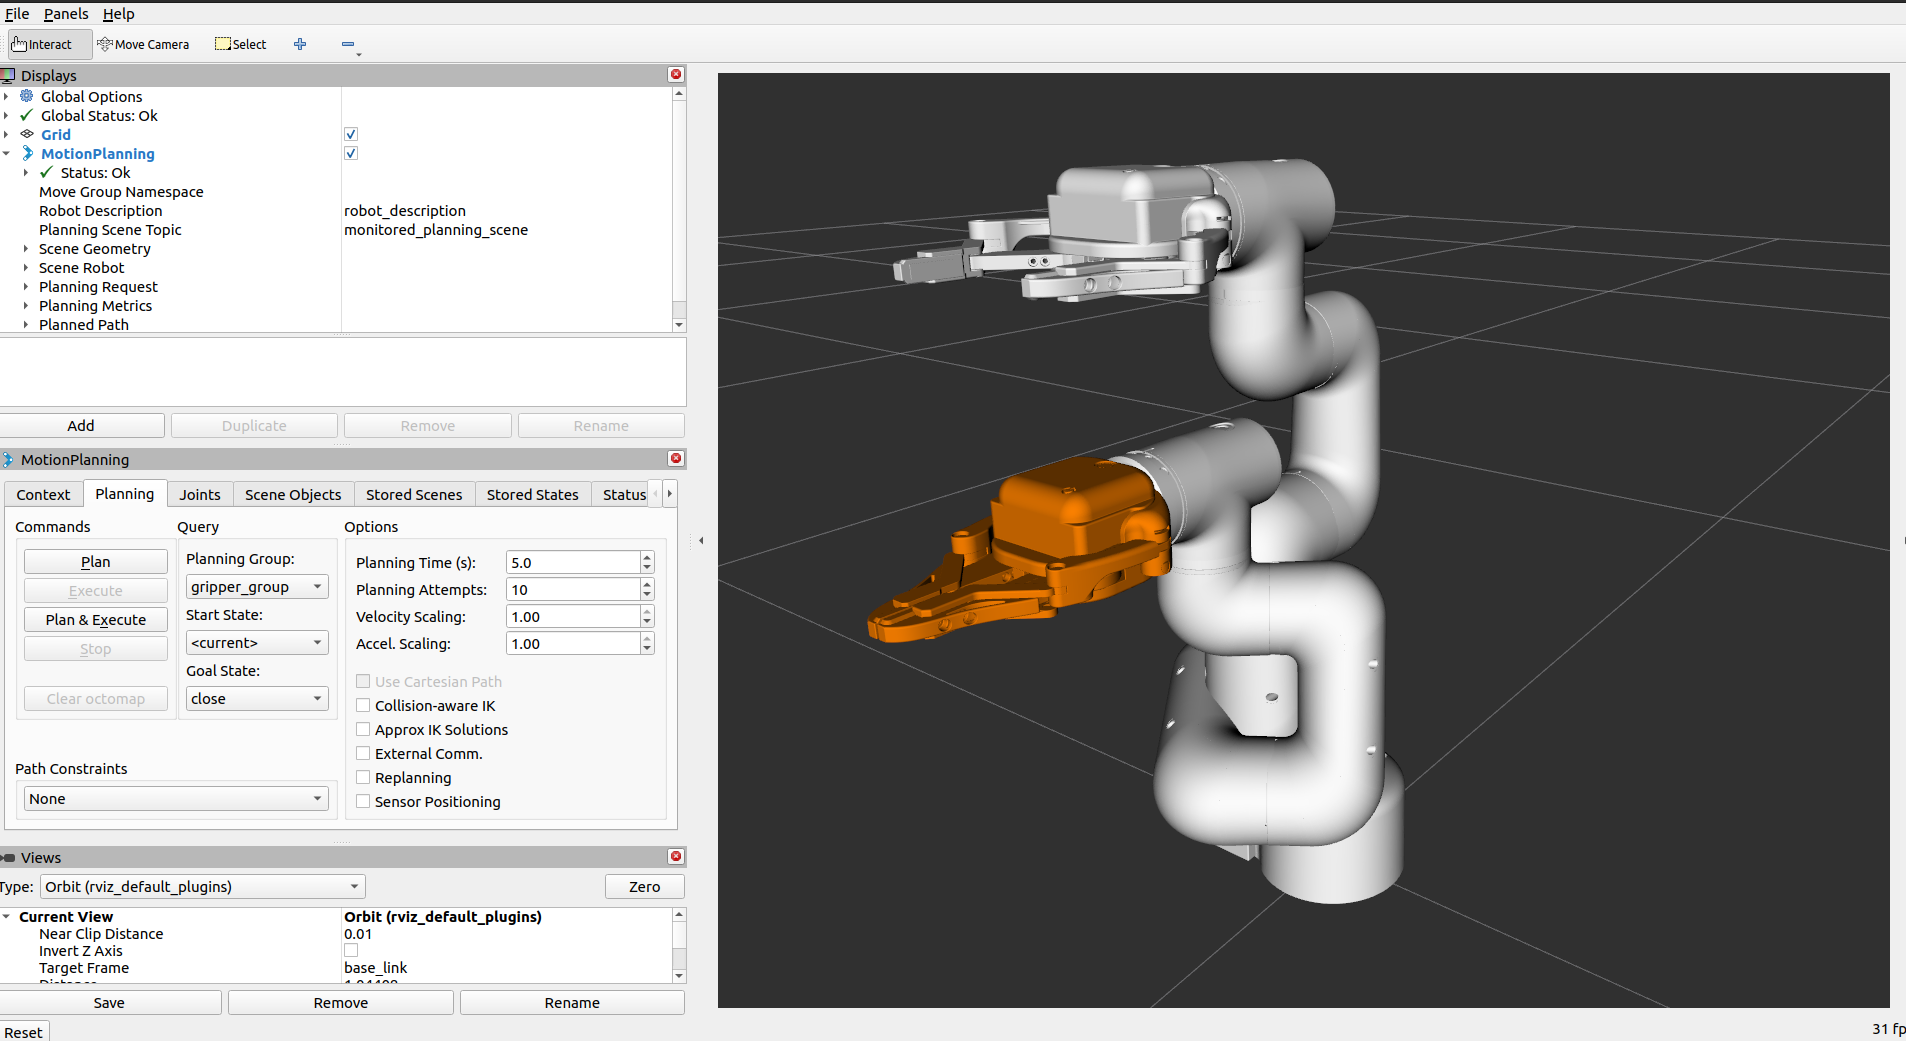 File Panels Help
Interact Move Camera Select
Displays
Global Options
Global Status: Ok
Grid
MotionPlanning
Status: Ok
Move Group Namespace
Robot Description robot_description
Planning Scene Topic monitored_planning_scene
Scene Geometry
Scene Robot
Planning Request
Planning Metrics
Planned Path
Add Duplicate Remove Rename
MotionPlanning
Context Planning Joints Scene Objects Stored Scenes Stored States Status
Commands Query Options
Plan
Execute
Plan & Execute
Stop
Clear octomap
Planning Group:
gripper_group
Start State:
<current>
Goal State:
close
Planning Time (s): 5.0
Planning Attempts: 10
Velocity Scaling: 1.00
Accel. Scaling: 1.00
Use Cartesian Path
Collision-aware IK
Approx IK Solutions
External Comm.
Replanning
Sensor Positioning
Path Constraints
None
Views
Type: Orbit (rviz_default_plugins) Zero
Current View Orbit (rviz_default_plugins)
Near Clip Distance 0.01
Invert Z Axis
Target Frame base_link
Save Remove Rename
Reset
31 fp